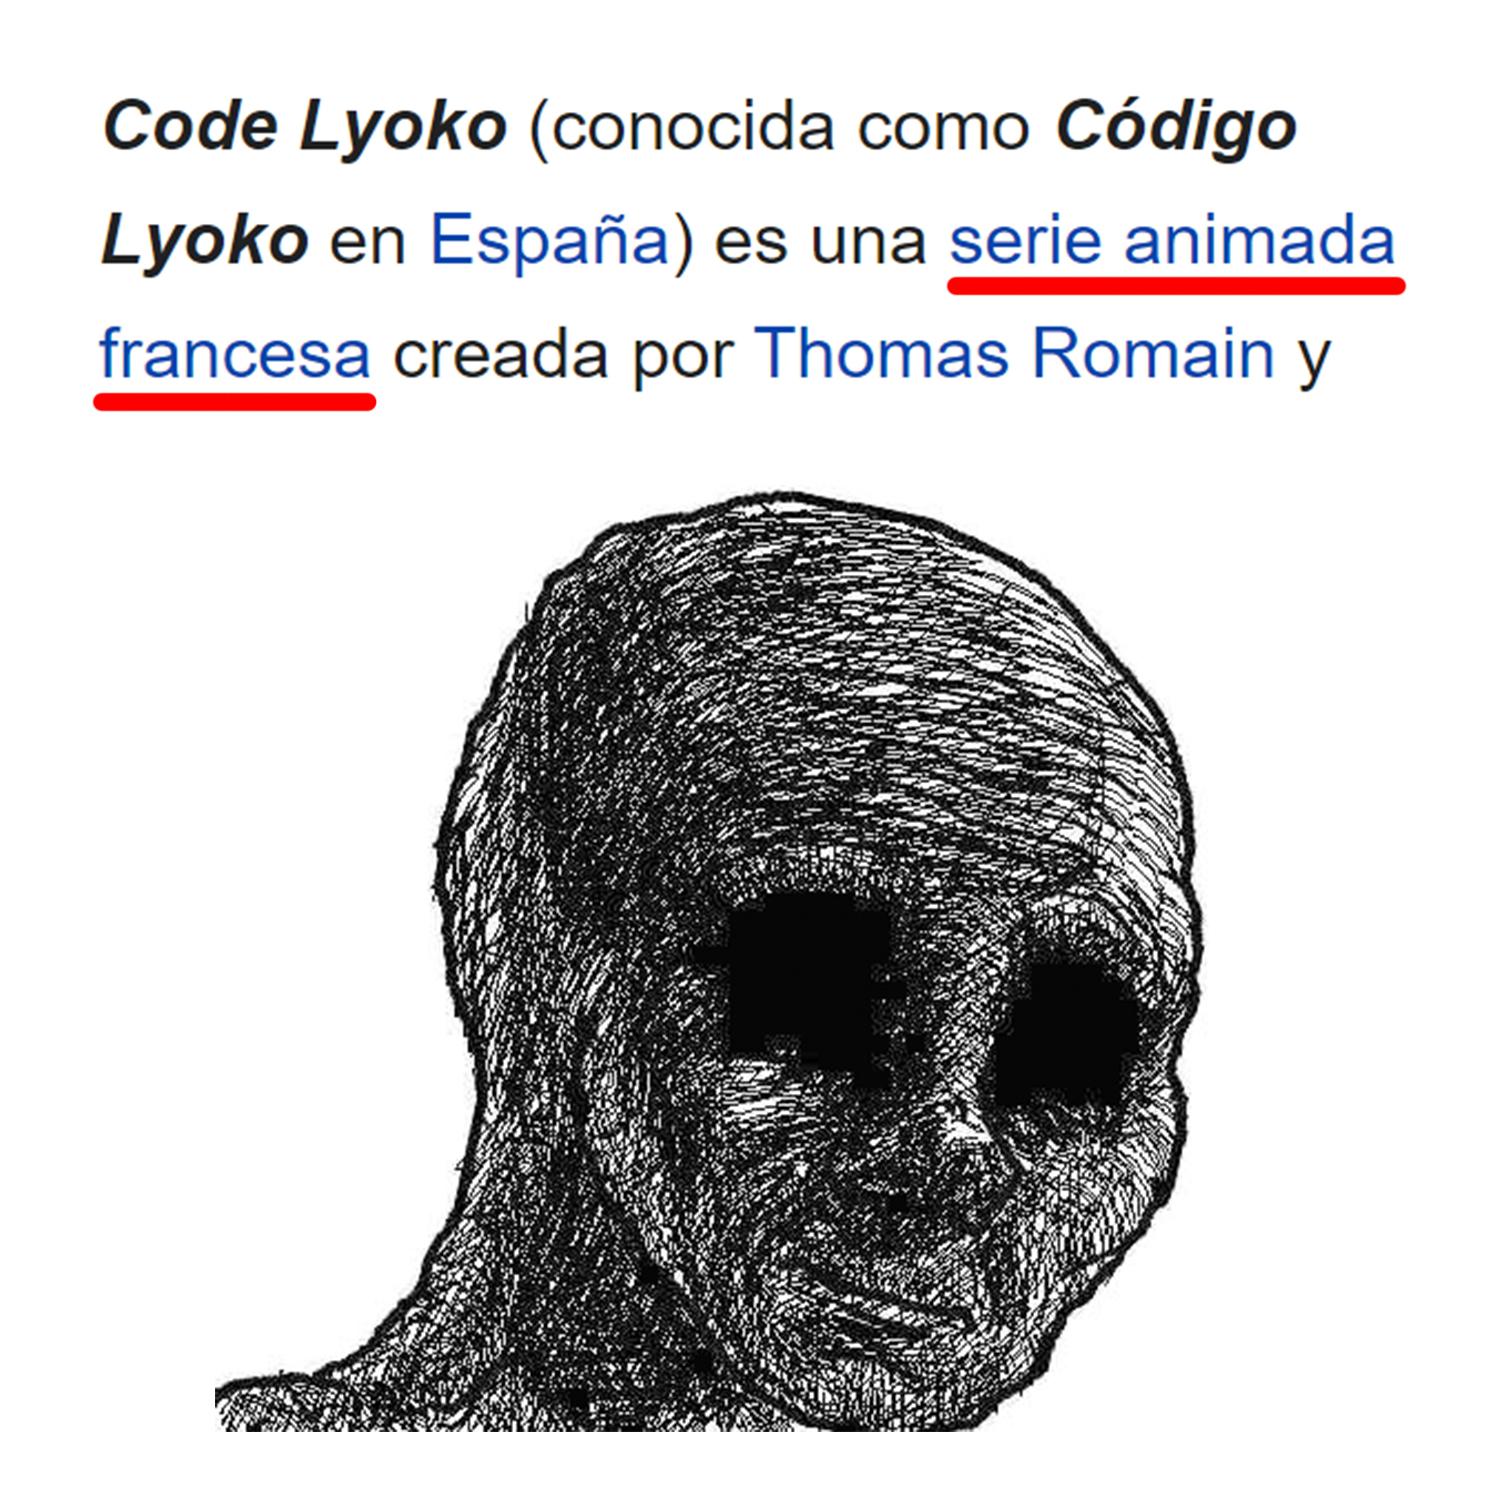 Code Lyoko (conocida como Código
Lyoko en España) es una serie animada
francesa creada por Thomas Romain y